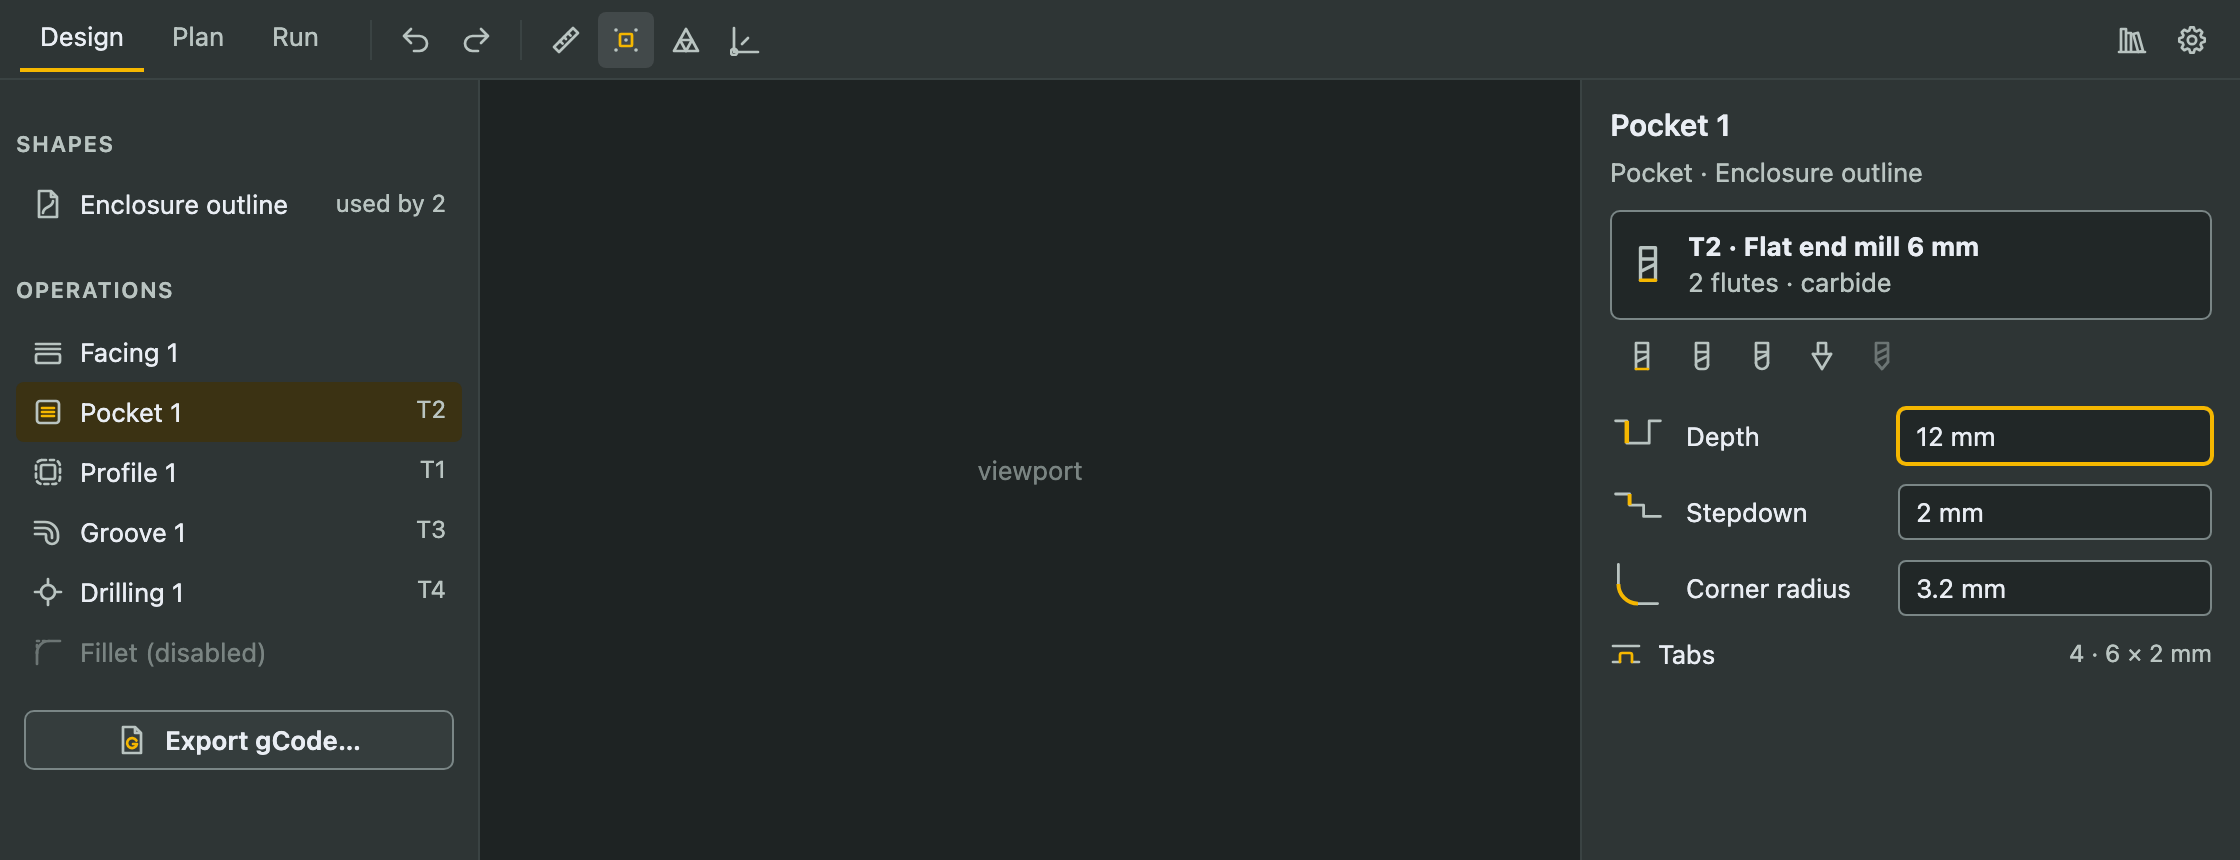 Design Plan Run
SHAPES
Enclosure outline used by 2
OPERATIONS
Facing 1
Pocket 1 T2
Profile 1 T1
Groove 1 T3
Drilling 1 T4
Fillet (disabled)
G Export gCode...
viewport
Pocket 1
Pocket · Enclosure outline
T2 · Flat end mill 6 mm
2 flutes · carbide
Depth 12 mm
Stepdown 2 mm
Corner radius 3.2 mm
Tabs 4 · 6 × 2 mm